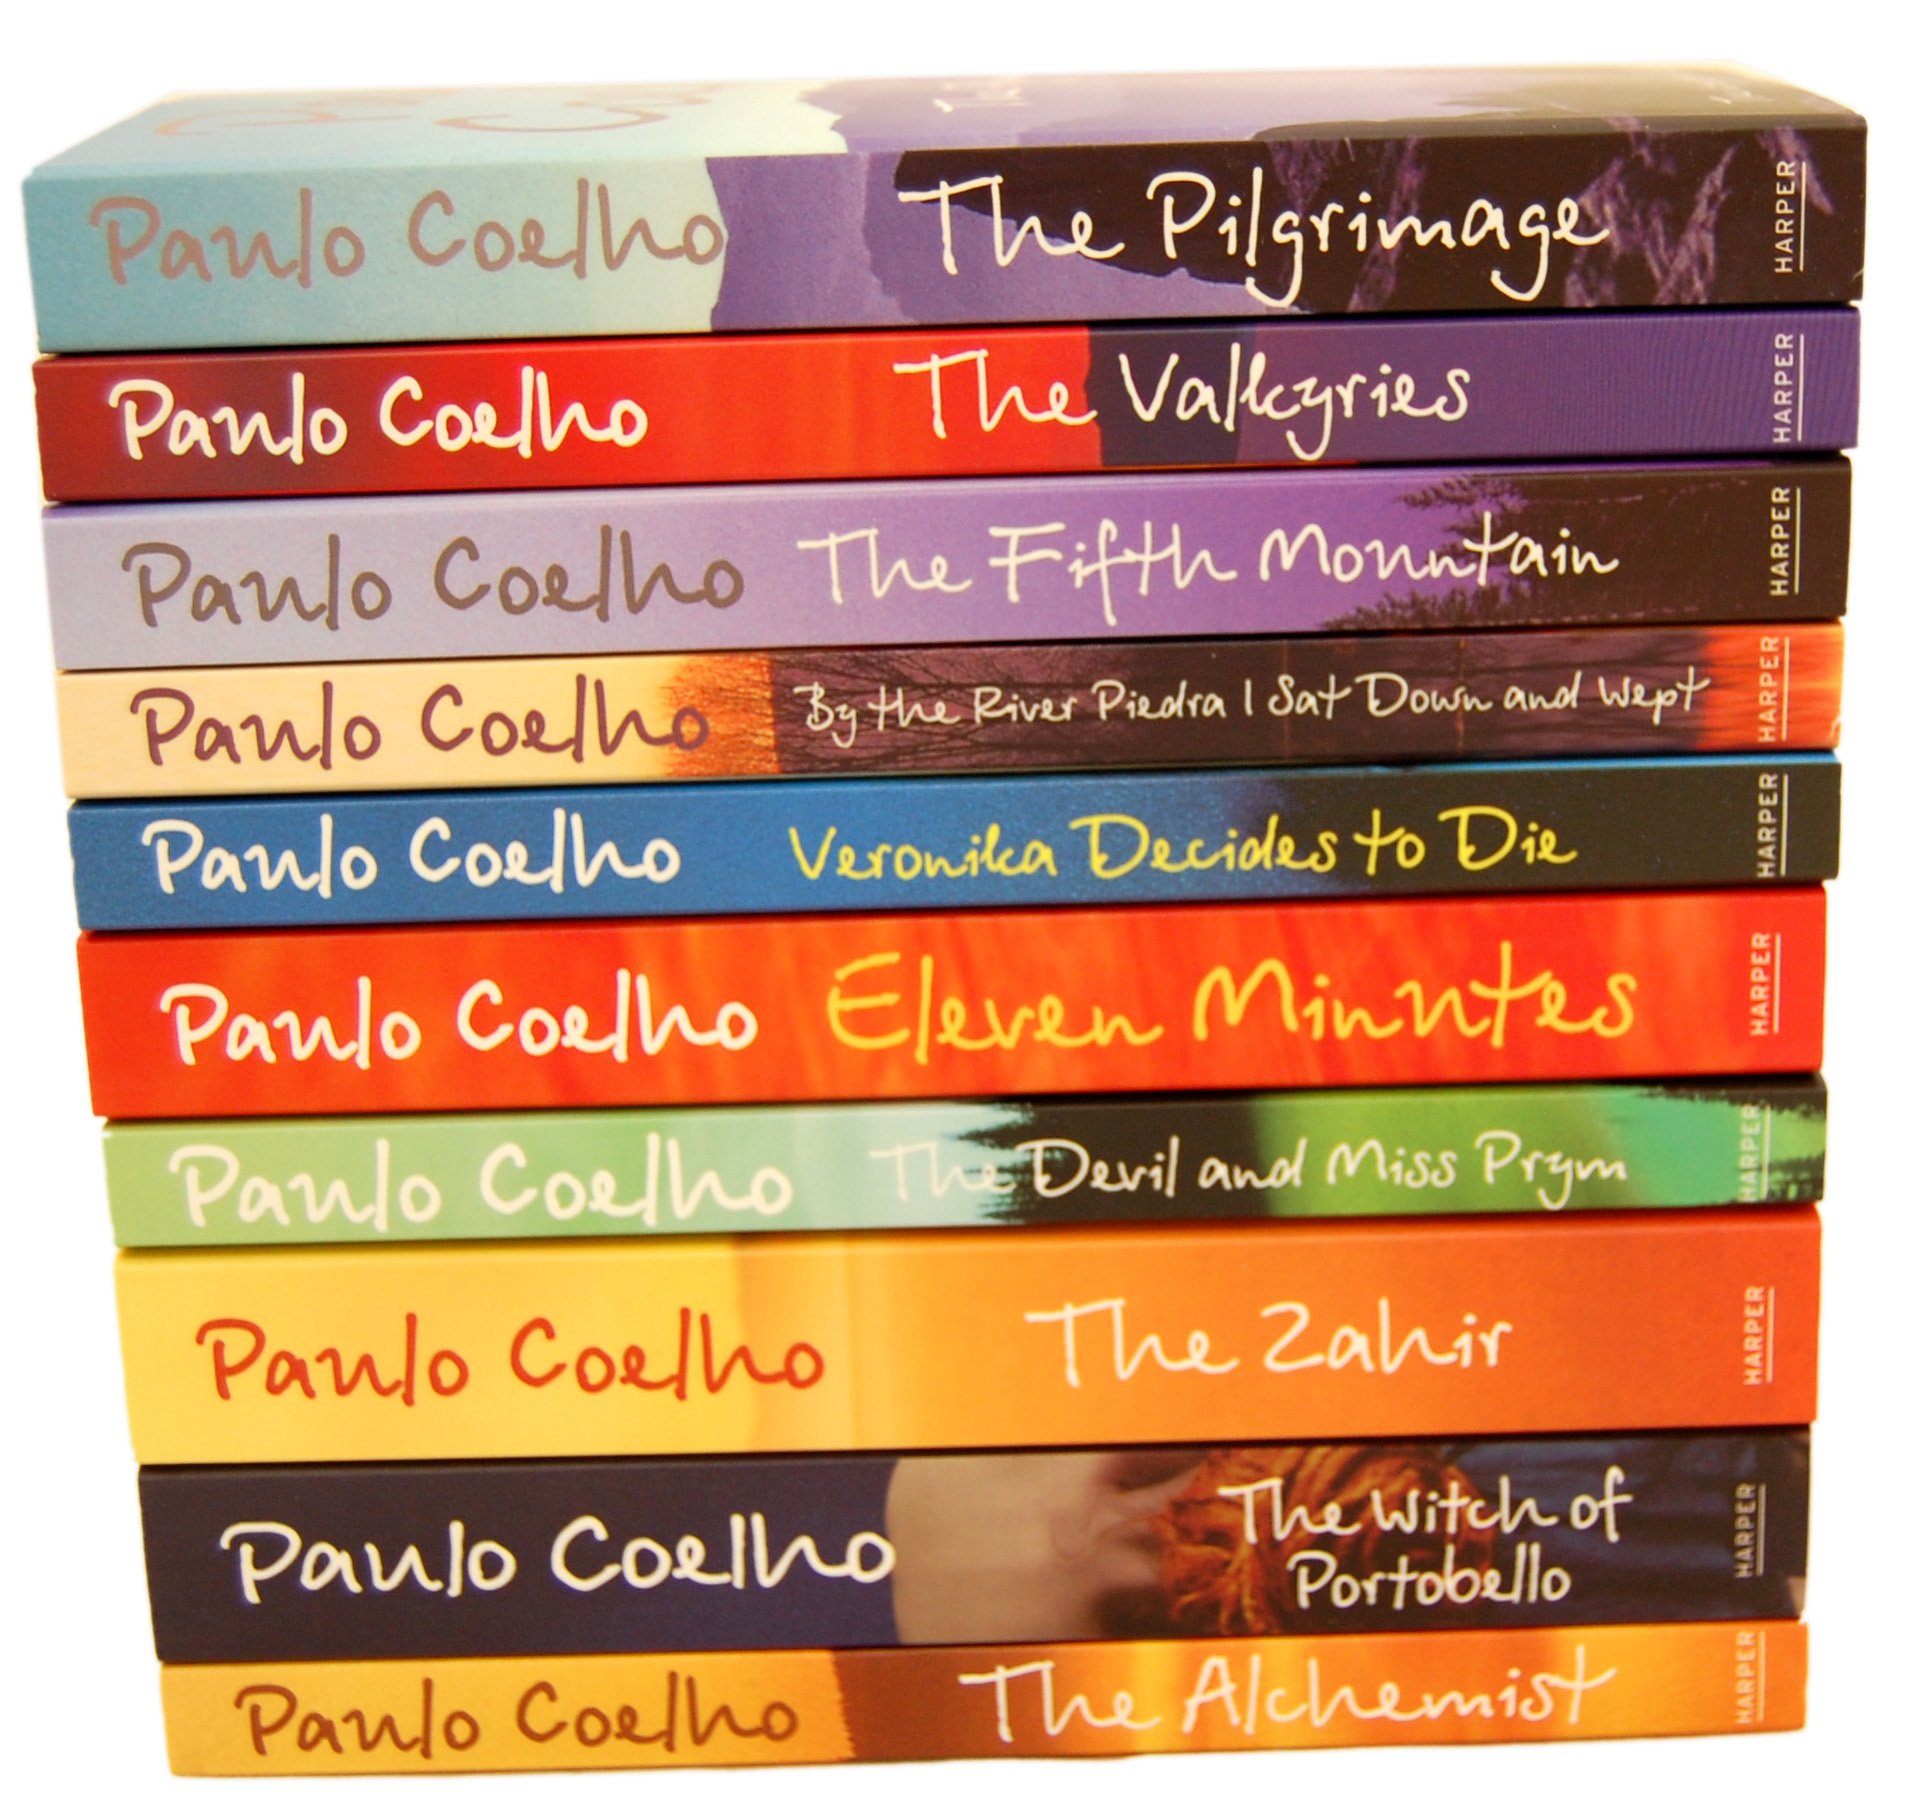 Paulo Coelho The Pilgrimage HARPER
Paulo Coelho The Valkyries HARPER
Paulo Coelho The Fifth Mountain HARPER
Paulo Coelho By the River Piedra I Sat Down and Wept HARPER
Paulo Coelho Veronika Decides to Die HARPER
Paulo Coelho Eleven Minutes HARPER
Paulo Coelho The Devil and Miss Prym HARPER
Paulo Coelho The Zahir HARPER
Paulo Coelho The Witch of
Portobello HARPER
Paulo Coelho The Alchemist HARPER